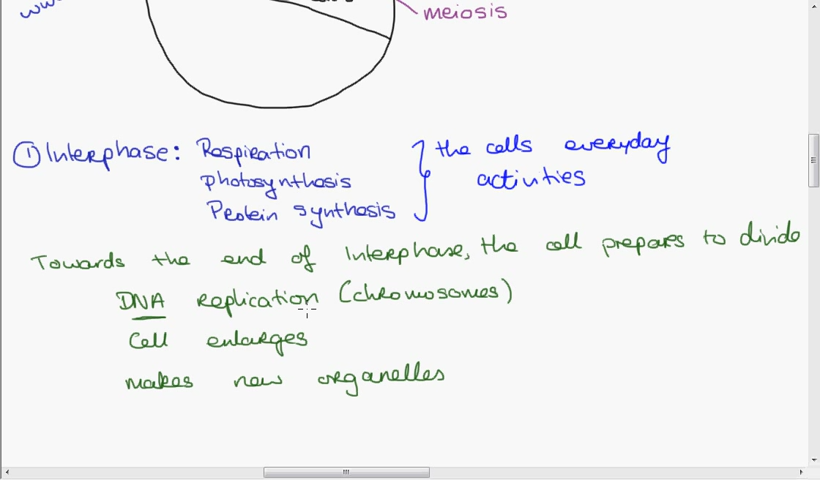 meiosis
① Interphase: Respiration
Photosynthesis
Protein synthesis
the cells everyday
activities
Towards the end of Interphase, the cell prepares to divide
DNA replication (chromosomes)
Cell enlarges
makes new organelles